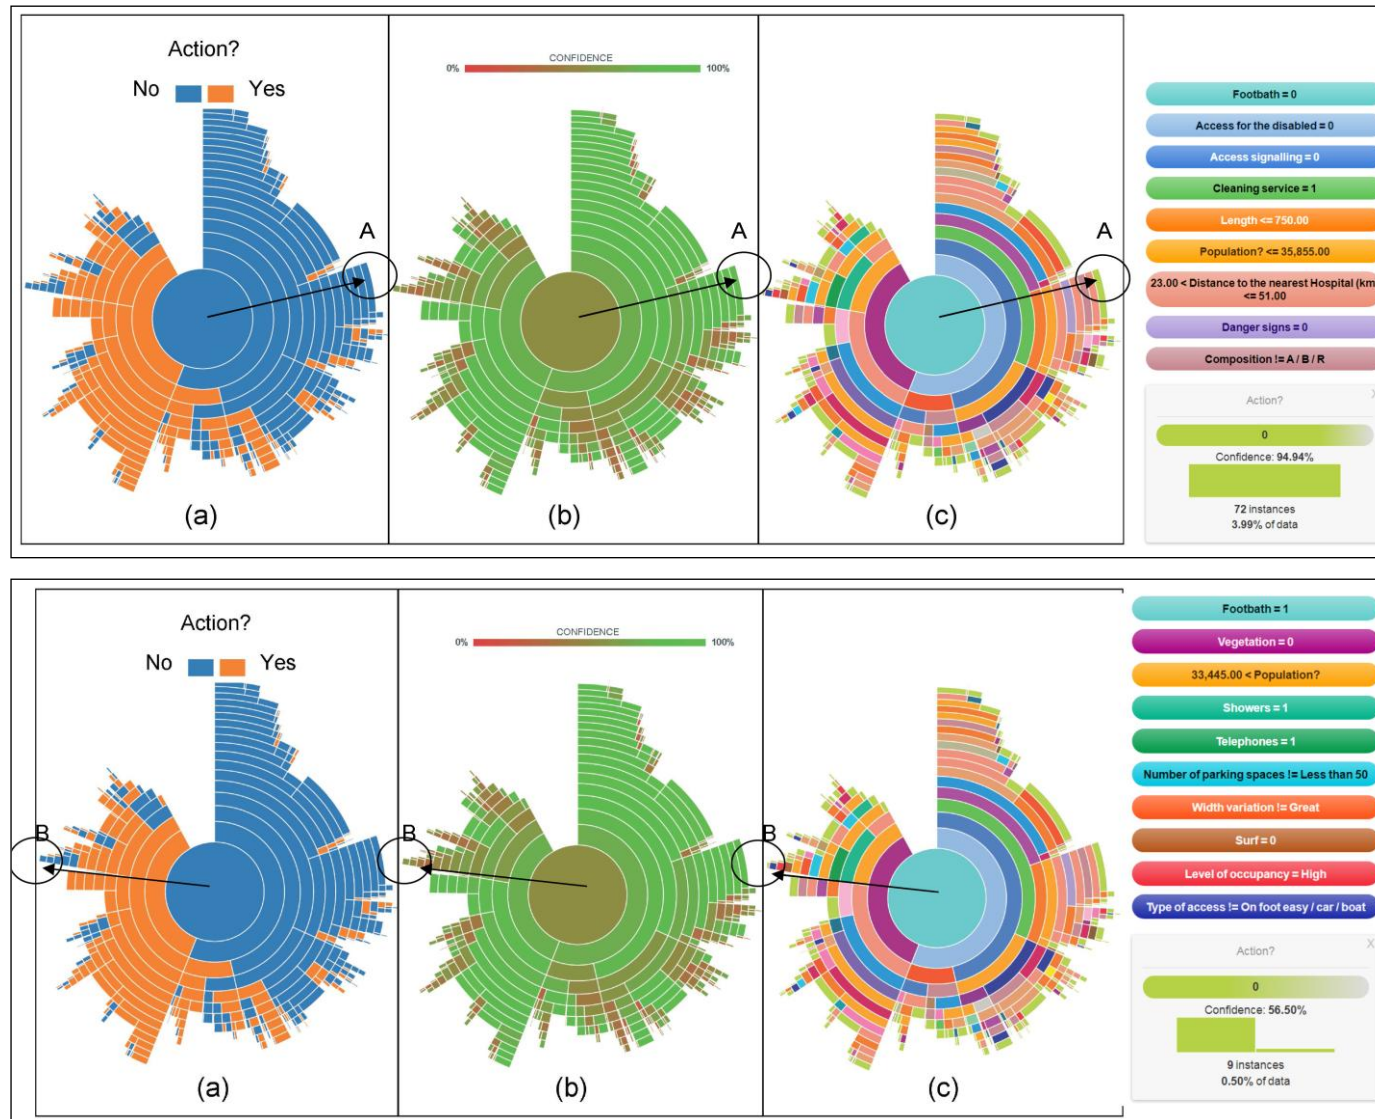 Action?
No Yes
A
(a)
CONFIDENCE
0% 100%
A
(b)
A
(c)
Footbath = 0
Access for the disabled = 0
Access signalling = 0
Cleaning service = 1
Length <= 750.00
Population? <= 35,855.00
23.00 < Distance to the nearest Hospital (km
<= 51.00
Danger signs = 0
Composition != A / B / R
Action?
X
0
Confidence: 94.94%
72 instances
3.99% of data
Action?
No Yes
B
(a)
CONFIDENCE
0% 100%
B
(b)
B
(c)
Footbath = 1
Vegetation = 0
33,445.00 < Population?
Showers = 1
Telephones = 1
Number of parking spaces != Less than 50
Width variation != Great
Surf = 0
Level of occupancy = High
Type of access != On foot easy / car / boat
Action?
X
0
Confidence: 56.50%
9 instances
0.50% of data